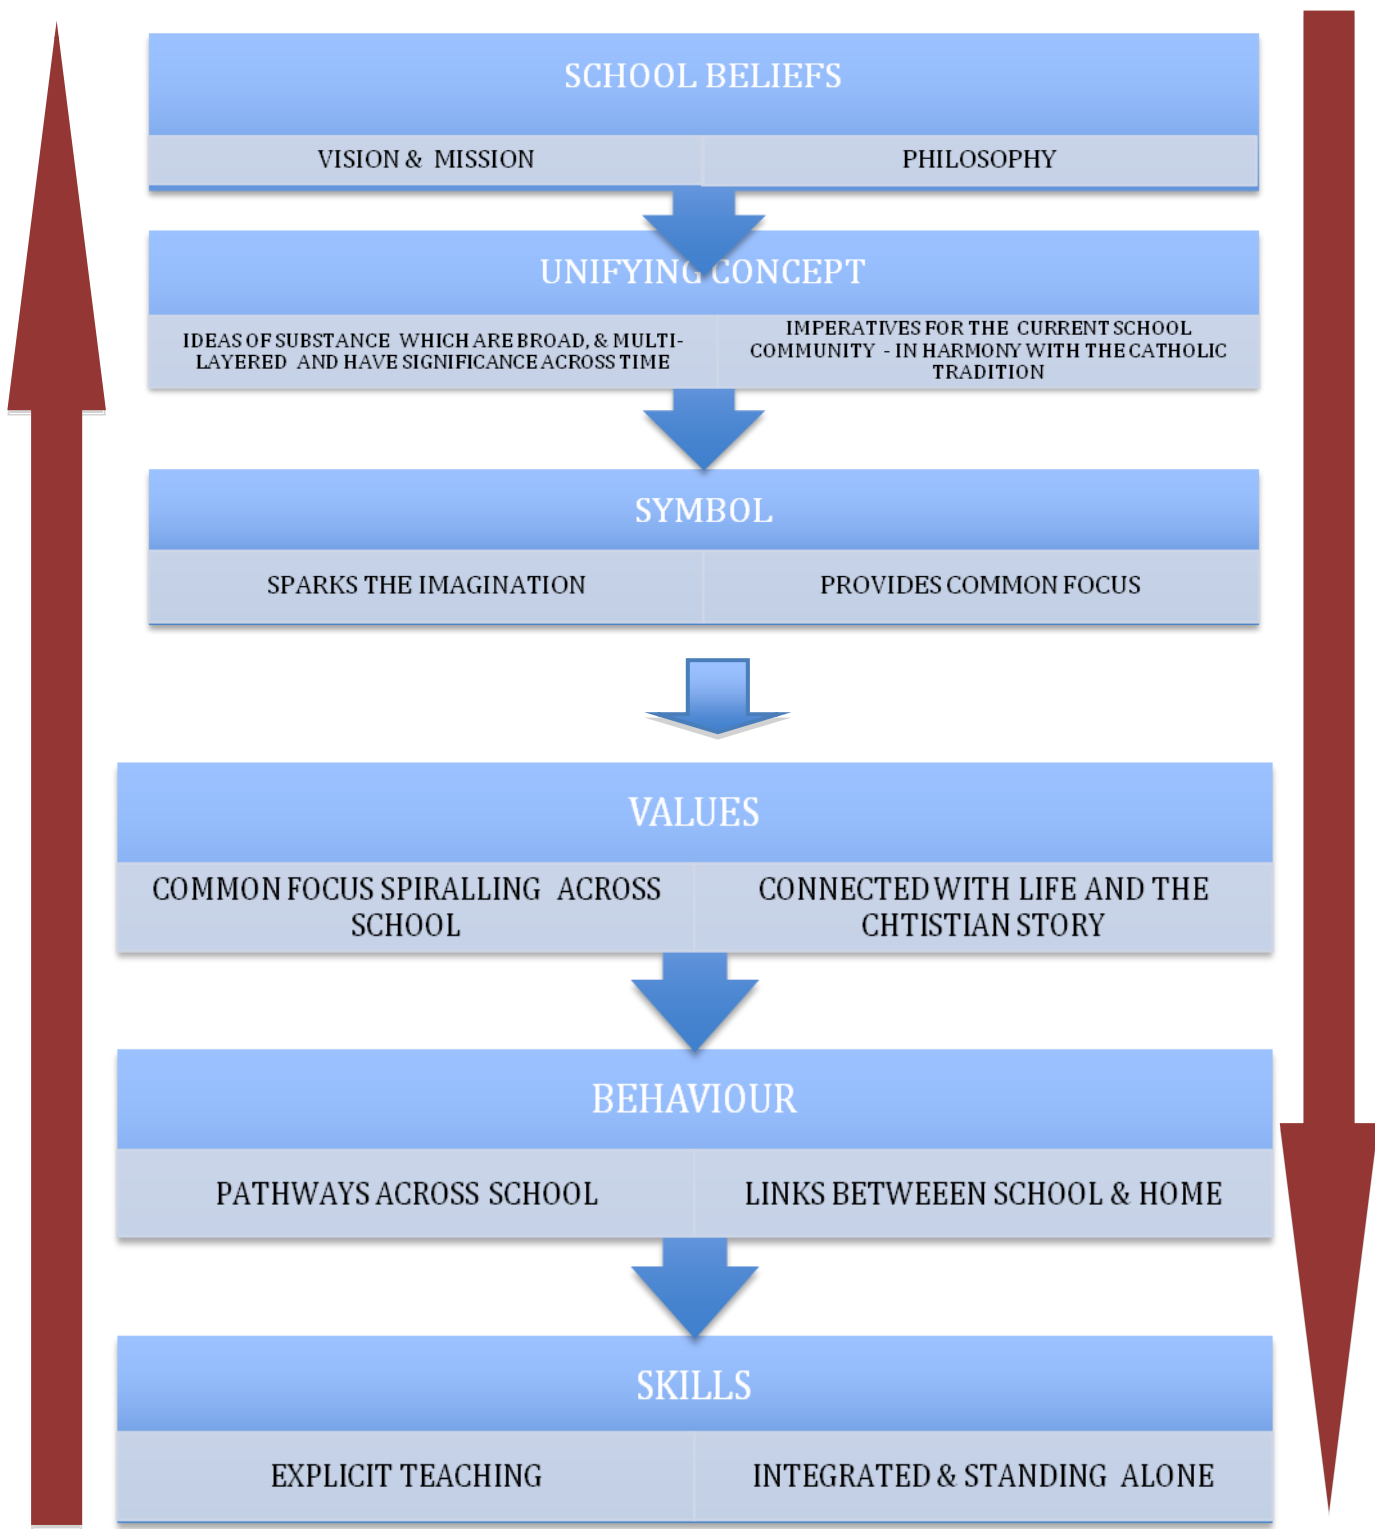 SCHOOL BELIEFS
VISION & MISSION
PHILOSOPHY
UNIFYING CONCEPT
IDEAS OF SUBSTANCE WHICH ARE BROAD, & MULTI-
LAYERED AND HAVE SIGNIFICANCE ACROSS TIME
IMPERATIVES FOR THE CURRENT SCHOOL
COMMUNITY - IN HARMONY WITH THE CATHOLIC
TRADITION
SYMBOL
SPARKS THE IMAGINATION
PROVIDES COMMON FOCUS
VALUES
COMMON FOCUS SPIRALLING ACROSS
SCHOOL
CONNECTED WITH LIFE AND THE
CHTISTIAN STORY
BEHAVIOUR
PATHWAYS ACROSS SCHOOL
LINKS BETWEEEN SCHOOL & HOME
SKILLS
EXPLICIT TEACHING
INTEGRATED & STANDING ALONE